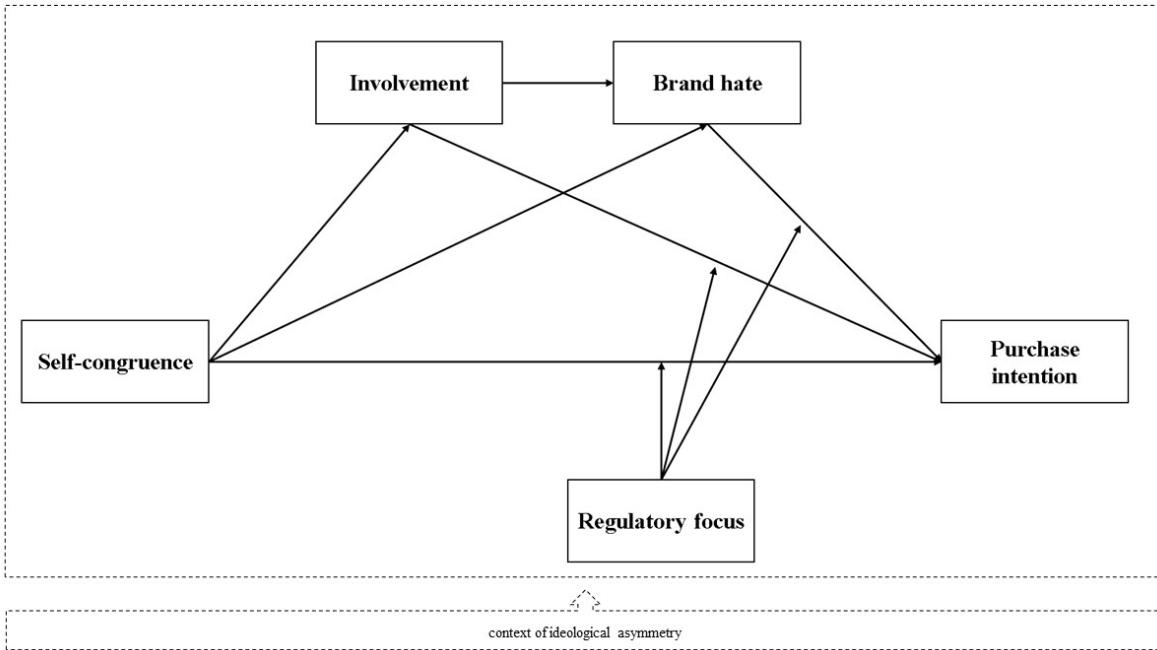 Involvement
Brand hate
Self-congruence
Purchase
intention
Regulatory focus
context of ideological asymmetry